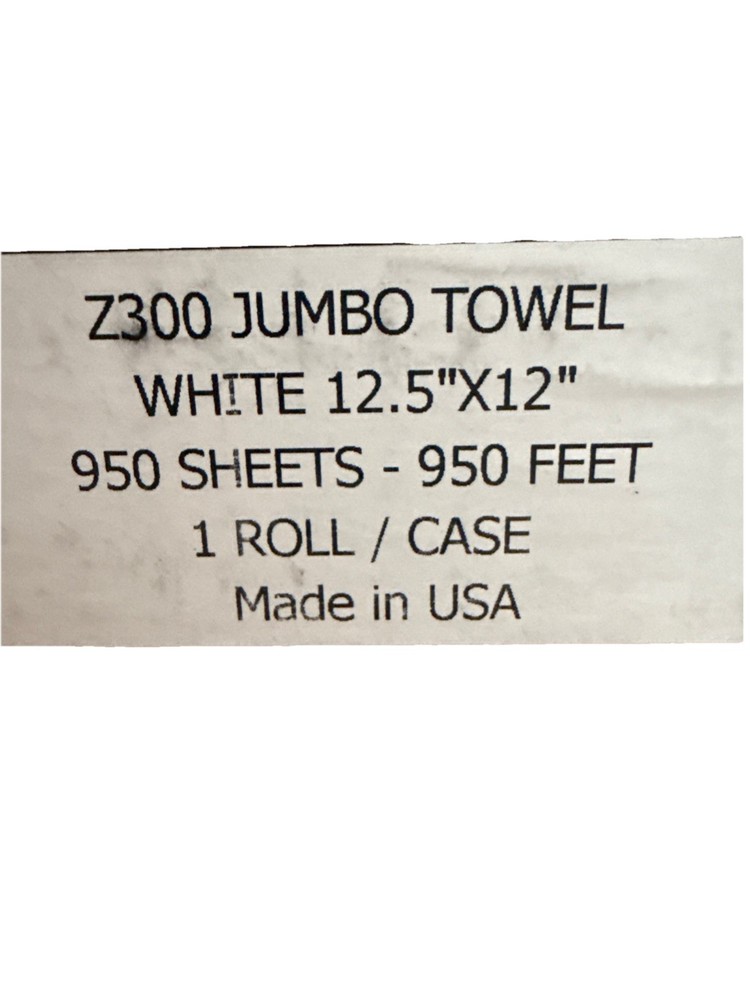 Z300 JUMBO TOWEL
WHITE 12.5"X12"
950 SHEETS - 950 FEET
1 ROLL / CASE
Made in USA